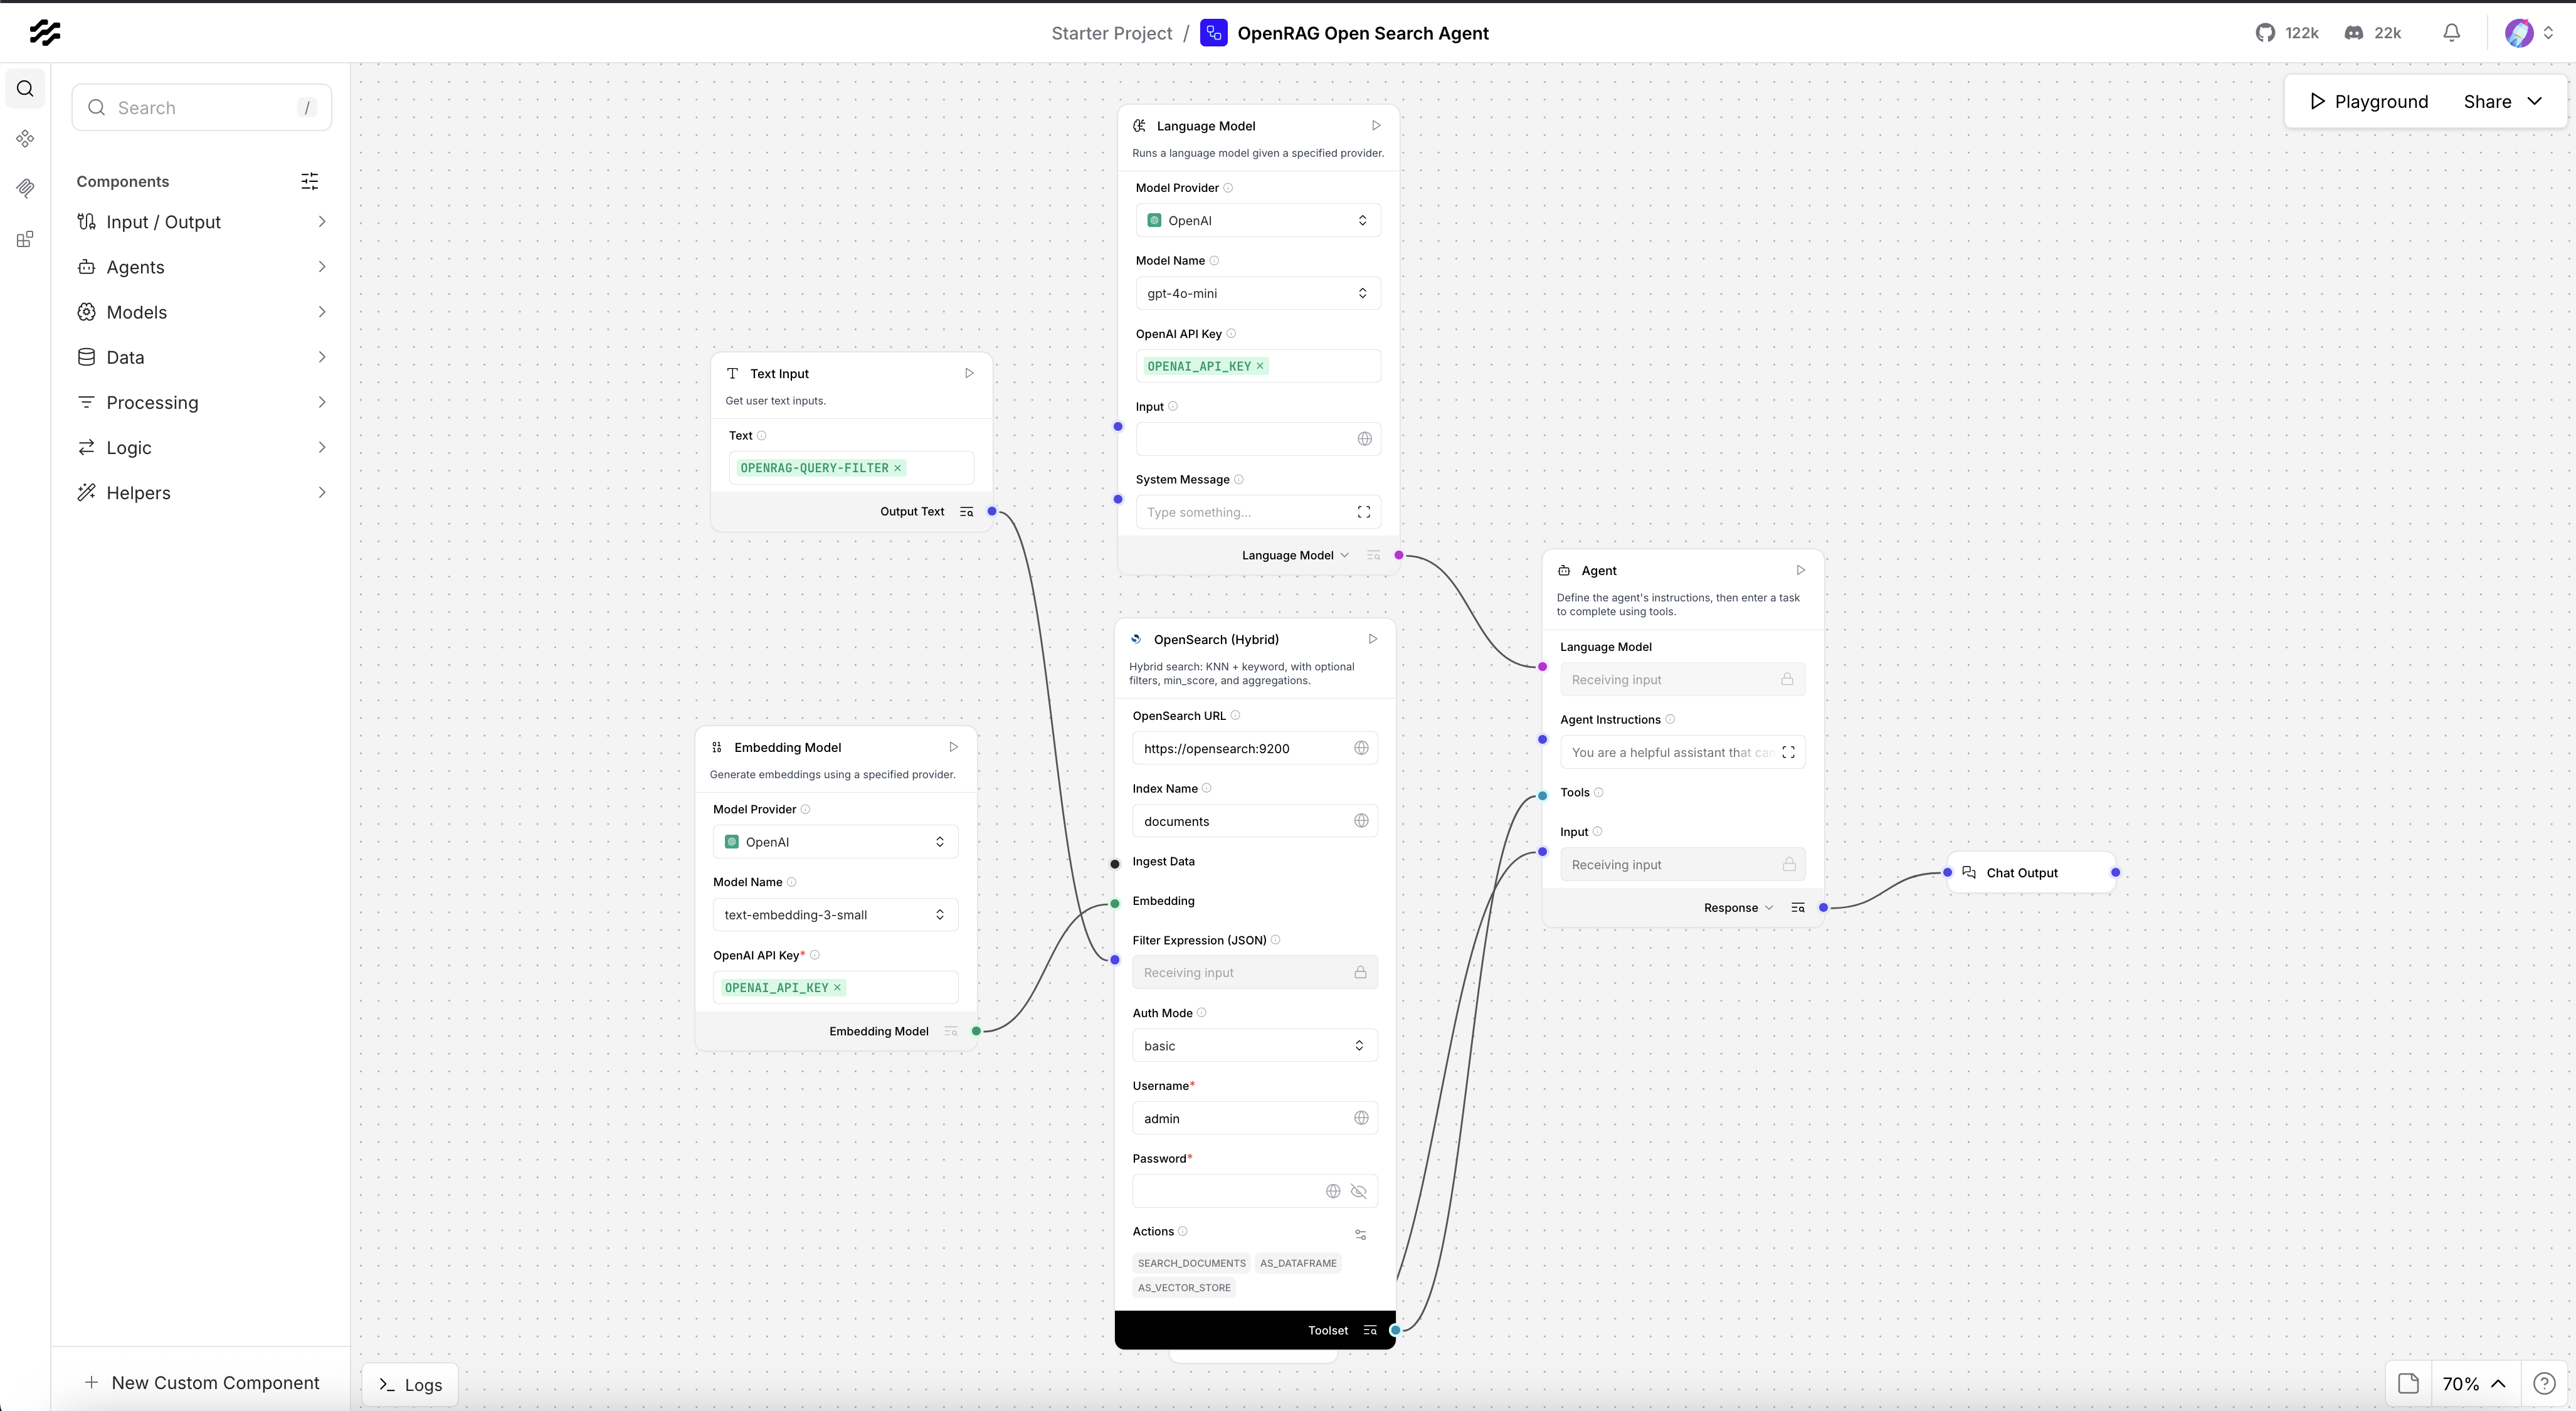 Starter Project / OpenRAG Open Search Agent
122k
22k
Search /
Playground
Share
Components
Input / Output
Agents
Models
Data
Processing
Logic
Helpers
New Custom Component
Logs
Text Input
Get user text inputs.
Text
OPENRAG-QUERY-FILTER ×
Output Text
Embedding Model
Generate embeddings using a specified provider.
Model Provider
OpenAI
Model Name
text-embedding-3-small
OpenAI API Key*
OPENAI_API_KEY ×
Embedding Model
Language Model
Runs a language model given a specified provider.
Model Provider
OpenAI
Model Name
gpt-4o-mini
OpenAI API Key
OPENAI_API_KEY ×
Input
System Message
Type something...
Language Model
OpenSearch (Hybrid)
Hybrid search: KNN + keyword, with optional
filters, min_score, and aggregations.
OpenSearch URL
https://opensearch:9200
Index Name
documents
Ingest Data
Embedding
Filter Expression (JSON)
Receiving input
Auth Mode
basic
Username*
admin
Password*
Actions
SEARCH_DOCUMENTS AS_DATAFRAME
AS_VECTOR_STORE
Toolset
Agent
Define the agent's instructions, then enter a task
to complete using tools.
Language Model
Receiving input
Agent Instructions
You are a helpful assistant that can
Tools
Input
Receiving input
Response
Chat Output
70%